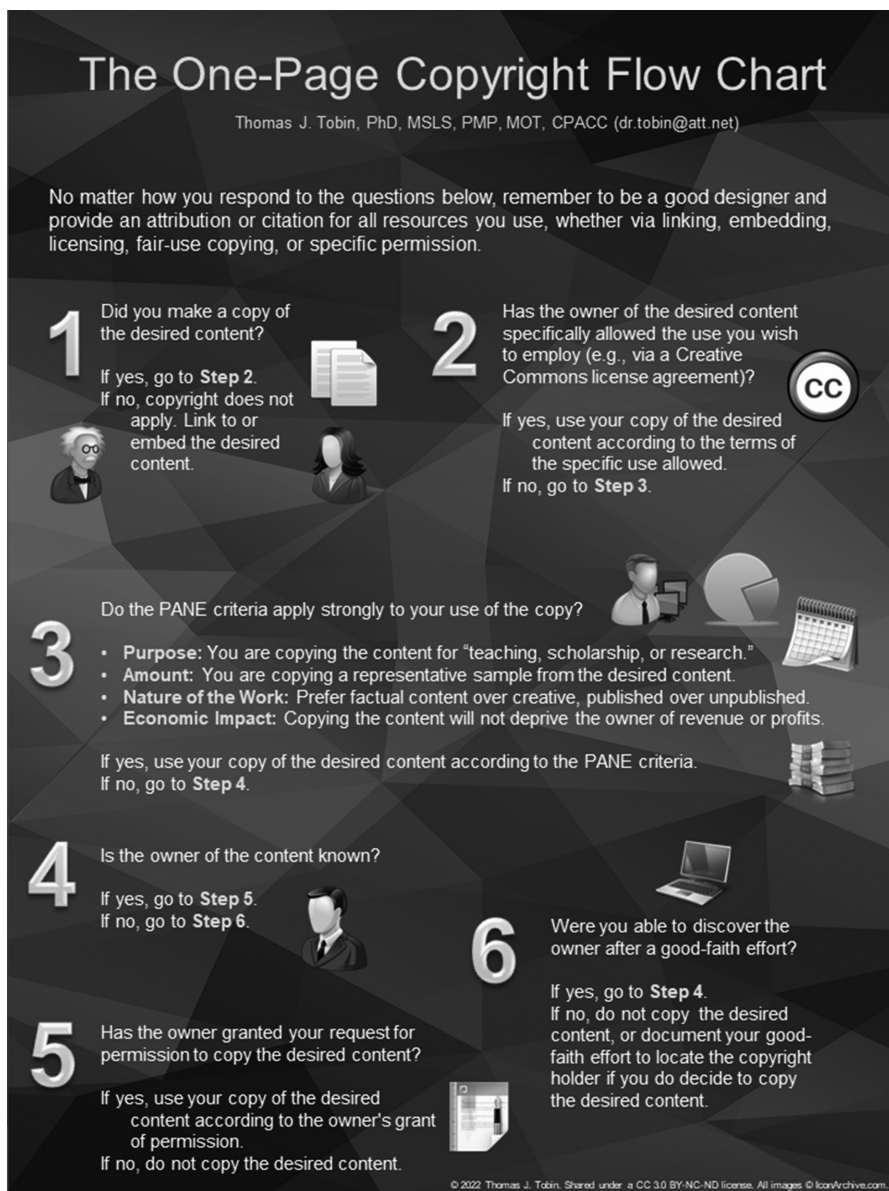 The One-Page Copyright Flow Chart
Thomas J. Tobin, PhD, MSLS, PMP, MOT, CPACC (dr.tobin@att.net)
No matter how you respond to the questions below, remember to be a good designer and
provide an attribution or citation for all resources you use, whether via linking, embedding,
licensing, fair-use copying, or specific permission.
1
Did you make a copy of
the desired content?
If yes, go to Step 2.
If no, copyright does not
apply. Link to or
embed the desired
content.
2
Has the owner of the desired content
specifically allowed the use you wish
to employ (e.g., via a Creative
Commons license agreement)?
CC
If yes, use your copy of the desired
content according to the terms of
the specific use allowed.
If no, go to Step 3.
3
Do the PANE criteria apply strongly to your use of the copy?
• Purpose: You are copying the content for “teaching, scholarship, or research.”
• Amount: You are copying a representative sample from the desired content.
• Nature of the Work: Prefer factual content over creative, published over unpublished.
• Economic Impact: Copying the content will not deprive the owner of revenue or profits.
If yes, use your copy of the desired content according to the PANE criteria.
If no, go to Step 4.
4
Is the owner of the content known?
If yes, go to Step 5.
If no, go to Step 6.
5
Has the owner granted your request for
permission to copy the desired content?
If yes, use your copy of the desired
content according to the owner's grant
of permission.
If no, do not copy the desired content.
6
Were you able to discover the
owner after a good-faith effort?
If yes, go to Step 4.
If no, do not copy the desired
content, or document your good-
faith effort to locate the copyright
holder if you do decide to copy
the desired content.
© 2022 Thomas J. Tobin. Shared under a CC 3.0 BY-NC-ND license. All images © IconArchive.com.